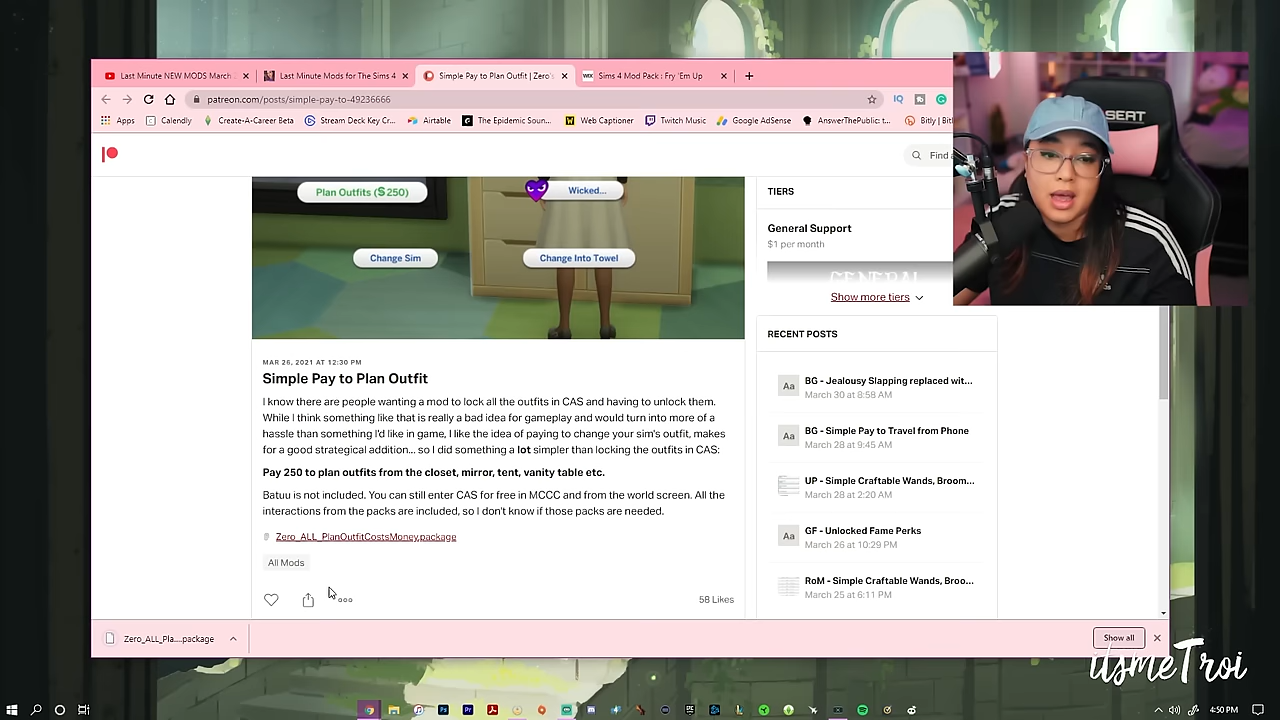 Last Minute NEW MODS March
Last Minute Mods for The Sims 4
Simple Pay to Plan Outfit | Zero'
Sims 4 Mod Pack : Fry 'Em Up
patreon.com/posts/simple-pay-to-49236666
Apps
Calendly
Create-A-Career Beta
Stream Deck Key Cr...
Airtable
The Epidemic Soun...
Web Captioner
Twitch Music
Google AdSense
AnswerThePublic: t...
Bitly | Bitl
Find a
Plan Outfits (§250)
Wicked...
Change Sim
Change Into Towel
TIERS
General Support
$1 per month
GENERAL
Show more tiers
RECENT POSTS
Aa
BG - Jealousy Slapping replaced wit...
March 30 at 8:58 AM
Aa
BG - Simple Pay to Travel from Phone
March 28 at 9:45 AM
UP - Simple Craftable Wands, Broom...
March 28 at 2:20 AM
Aa
GF - Unlocked Fame Perks
March 26 at 10:29 PM
RoM - Simple Craftable Wands, Broo...
March 25 at 6:11 PM
MAR 26, 2021 AT 12:30 PM
Simple Pay to Plan Outfit
I know there are people wanting a mod to lock all the outfits in CAS and having to unlock them.
While I think something like that is really a bad idea for gameplay and would turn into more of a
hassle than something I'd like in game, I like the idea of paying to change your sim's outfit, makes
for a good strategical addition... so I did something a lot simpler than locking the outfits in CAS:
Pay 250 to plan outfits from the closet, mirror, tent, vanity table etc.
Batuu is not included. You can still enter CAS for free in MCCC and from the world screen. All the
interactions from the packs are included, so I don't know if those packs are needed.
Zero_ALL_PlanOutfitCostsMoney.package
All Mods
58 Likes
Zero_ALL_Pla....package
Show all
SEAT
itsmeTroi
4:50 PM